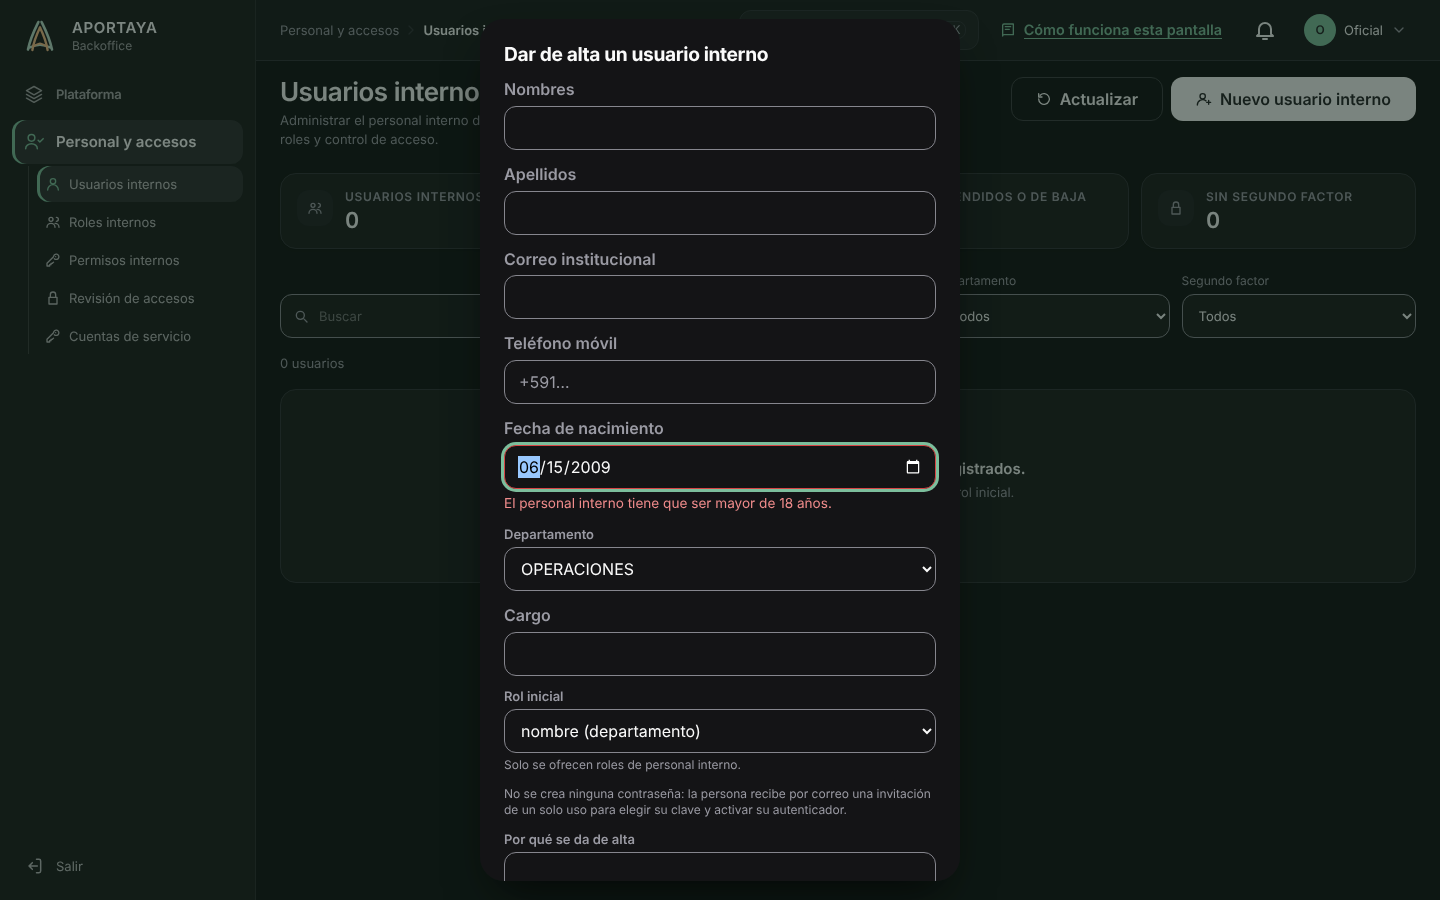 APORTAYA
Backoffice
Plataforma
Personal y accesos
Usuarios internos
Roles internos
Permisos internos
Revisión de accesos
Cuentas de servicio
Salir
Personal y accesos
Usuarios
Cómo funciona esta pantalla
O
Oficial
Usuarios interno
Administrar el personal interno d
roles y control de acceso.
Actualizar
Nuevo usuario interno
USUARIOS INTERNOS
0
NDIDOS O DE BAJA
SIN SEGUNDO FACTOR
0
artamento
Segundo factor
Buscar
odos
Todos
0 usuarios
gistrados.
rol inicial.
Dar de alta un usuario interno
Nombres
Apellidos
Correo institucional
Teléfono móvil
+591...
Fecha de nacimiento
06/15/2009
El personal interno tiene que ser mayor de 18 años.
Departamento
OPERACIONES
Cargo
Rol inicial
nombre (departamento)
Solo se ofrecen roles de personal interno.
No se crea ninguna contraseña: la persona recibe por correo una invitación
de un solo uso para elegir su clave y activar su autenticador.
Por qué se da de alta